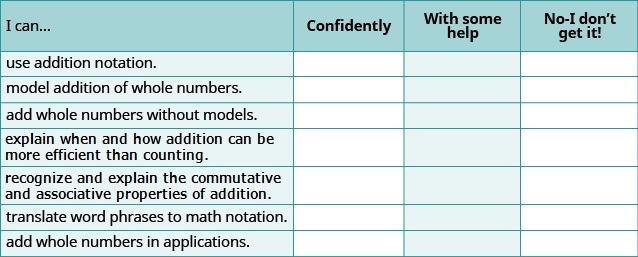 I can...
Confidently
With some
help
No-I don't
get it!
use addition notation.
model addition of whole numbers.
add whole numbers without models.
explain when and how addition can be
more efficient than counting.
recognize and explain the commutative
and associative properties of addition.
translate word phrases to math notation.
add whole numbers in applications.